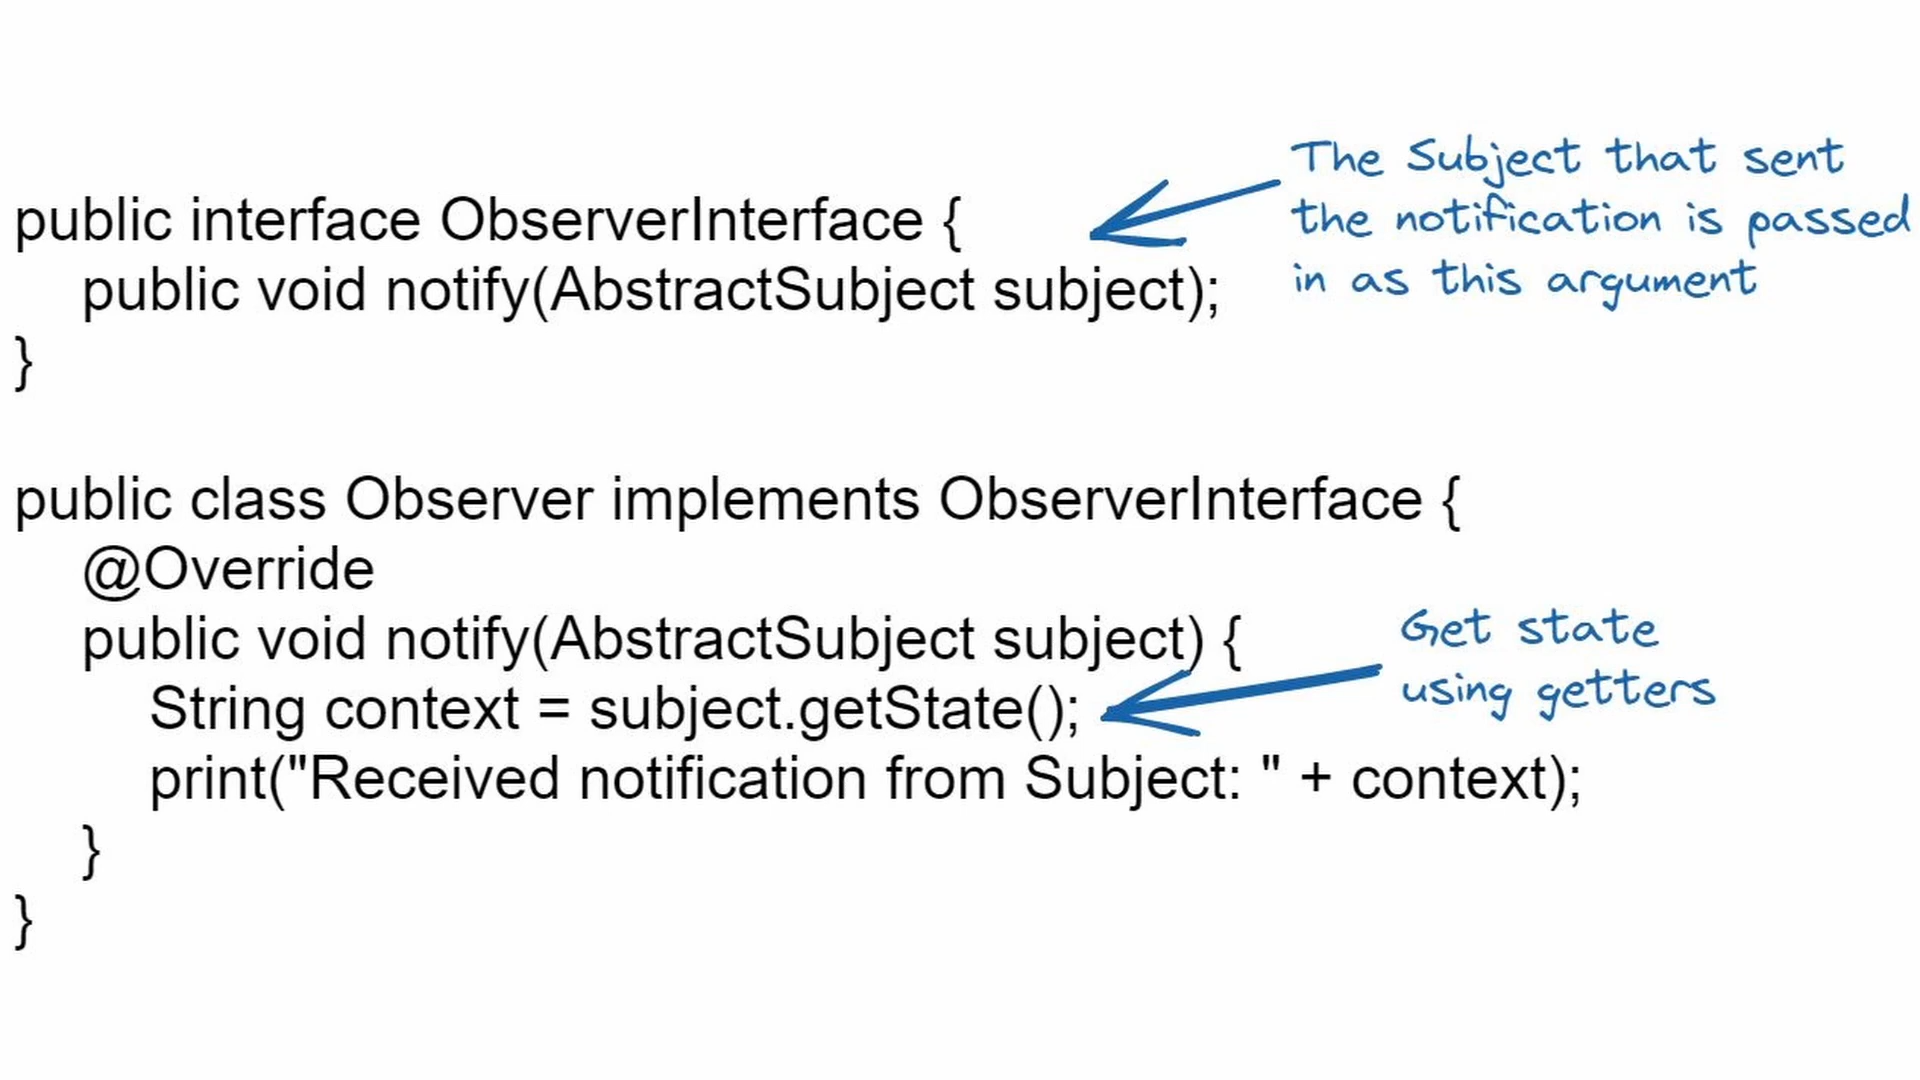 public interface ObserverInterface {
public void notify(AbstractSubject subject);
}
The Subject that sent
the notification is passed
in as this argument
public class Observer implements ObserverInterface {
@Override
public void notify(AbstractSubject subject) {
String context = subject.getState();
print("Received notification from Subject: " + context);
}
}
Get state
using getters